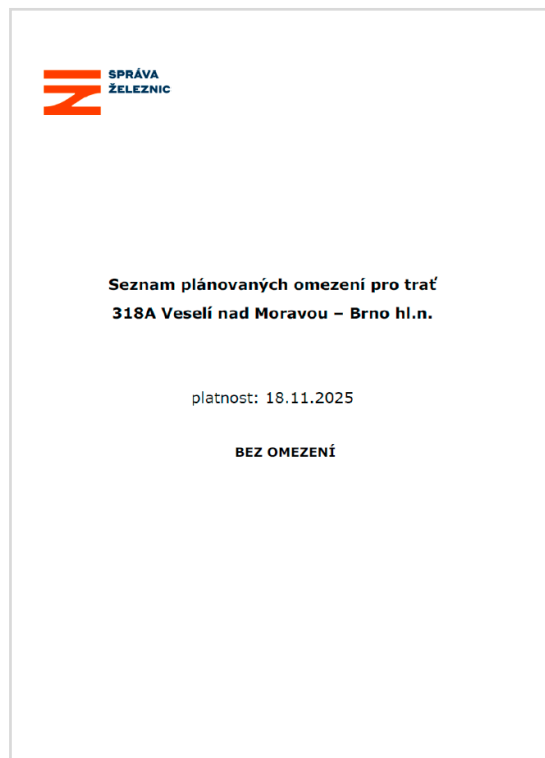 SPRÁVA
ŽELEZNIC
Seznam plánovaných omezení pro trať
318A Veselí nad Moravou – Brno hl.n.
platnost: 18.11.2025
BEZ OMEZENÍ